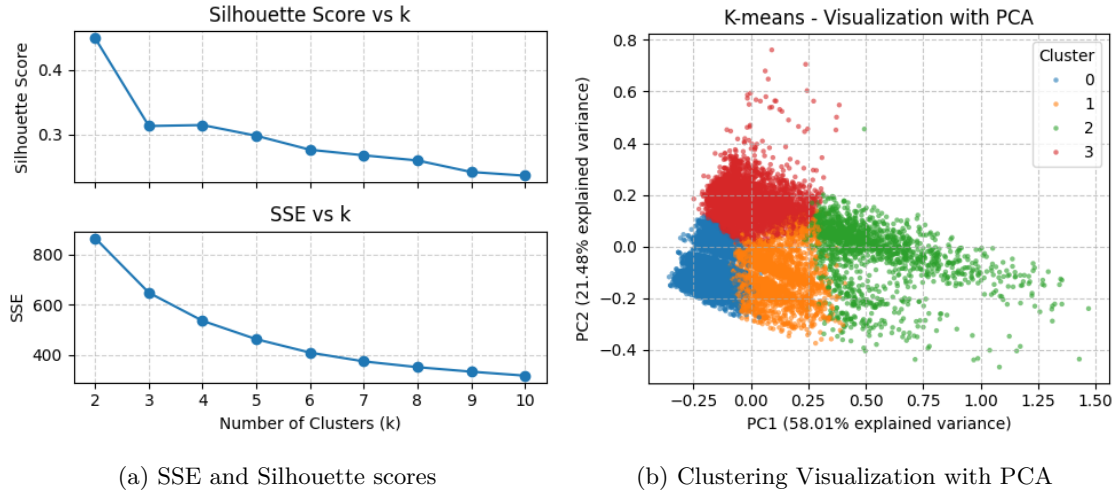 Silhouette Score vs k
Silhouette Score
0.4
0.3
SSE vs k
SSE
800
600
400
2 3 4 5 6 7 8 9 10
Number of Clusters (k)
(a) SSE and Silhouette scores
K-means - Visualization with PCA
PC2 (21.48% explained variance)
0.8
0.6
0.4
0.2
0.0
−0.2
−0.4
Cluster
0
1
2
3
−0.25 0.00 0.25 0.50 0.75 1.00 1.25 1.50
PC1 (58.01% explained variance)
(b) Clustering Visualization with PCA